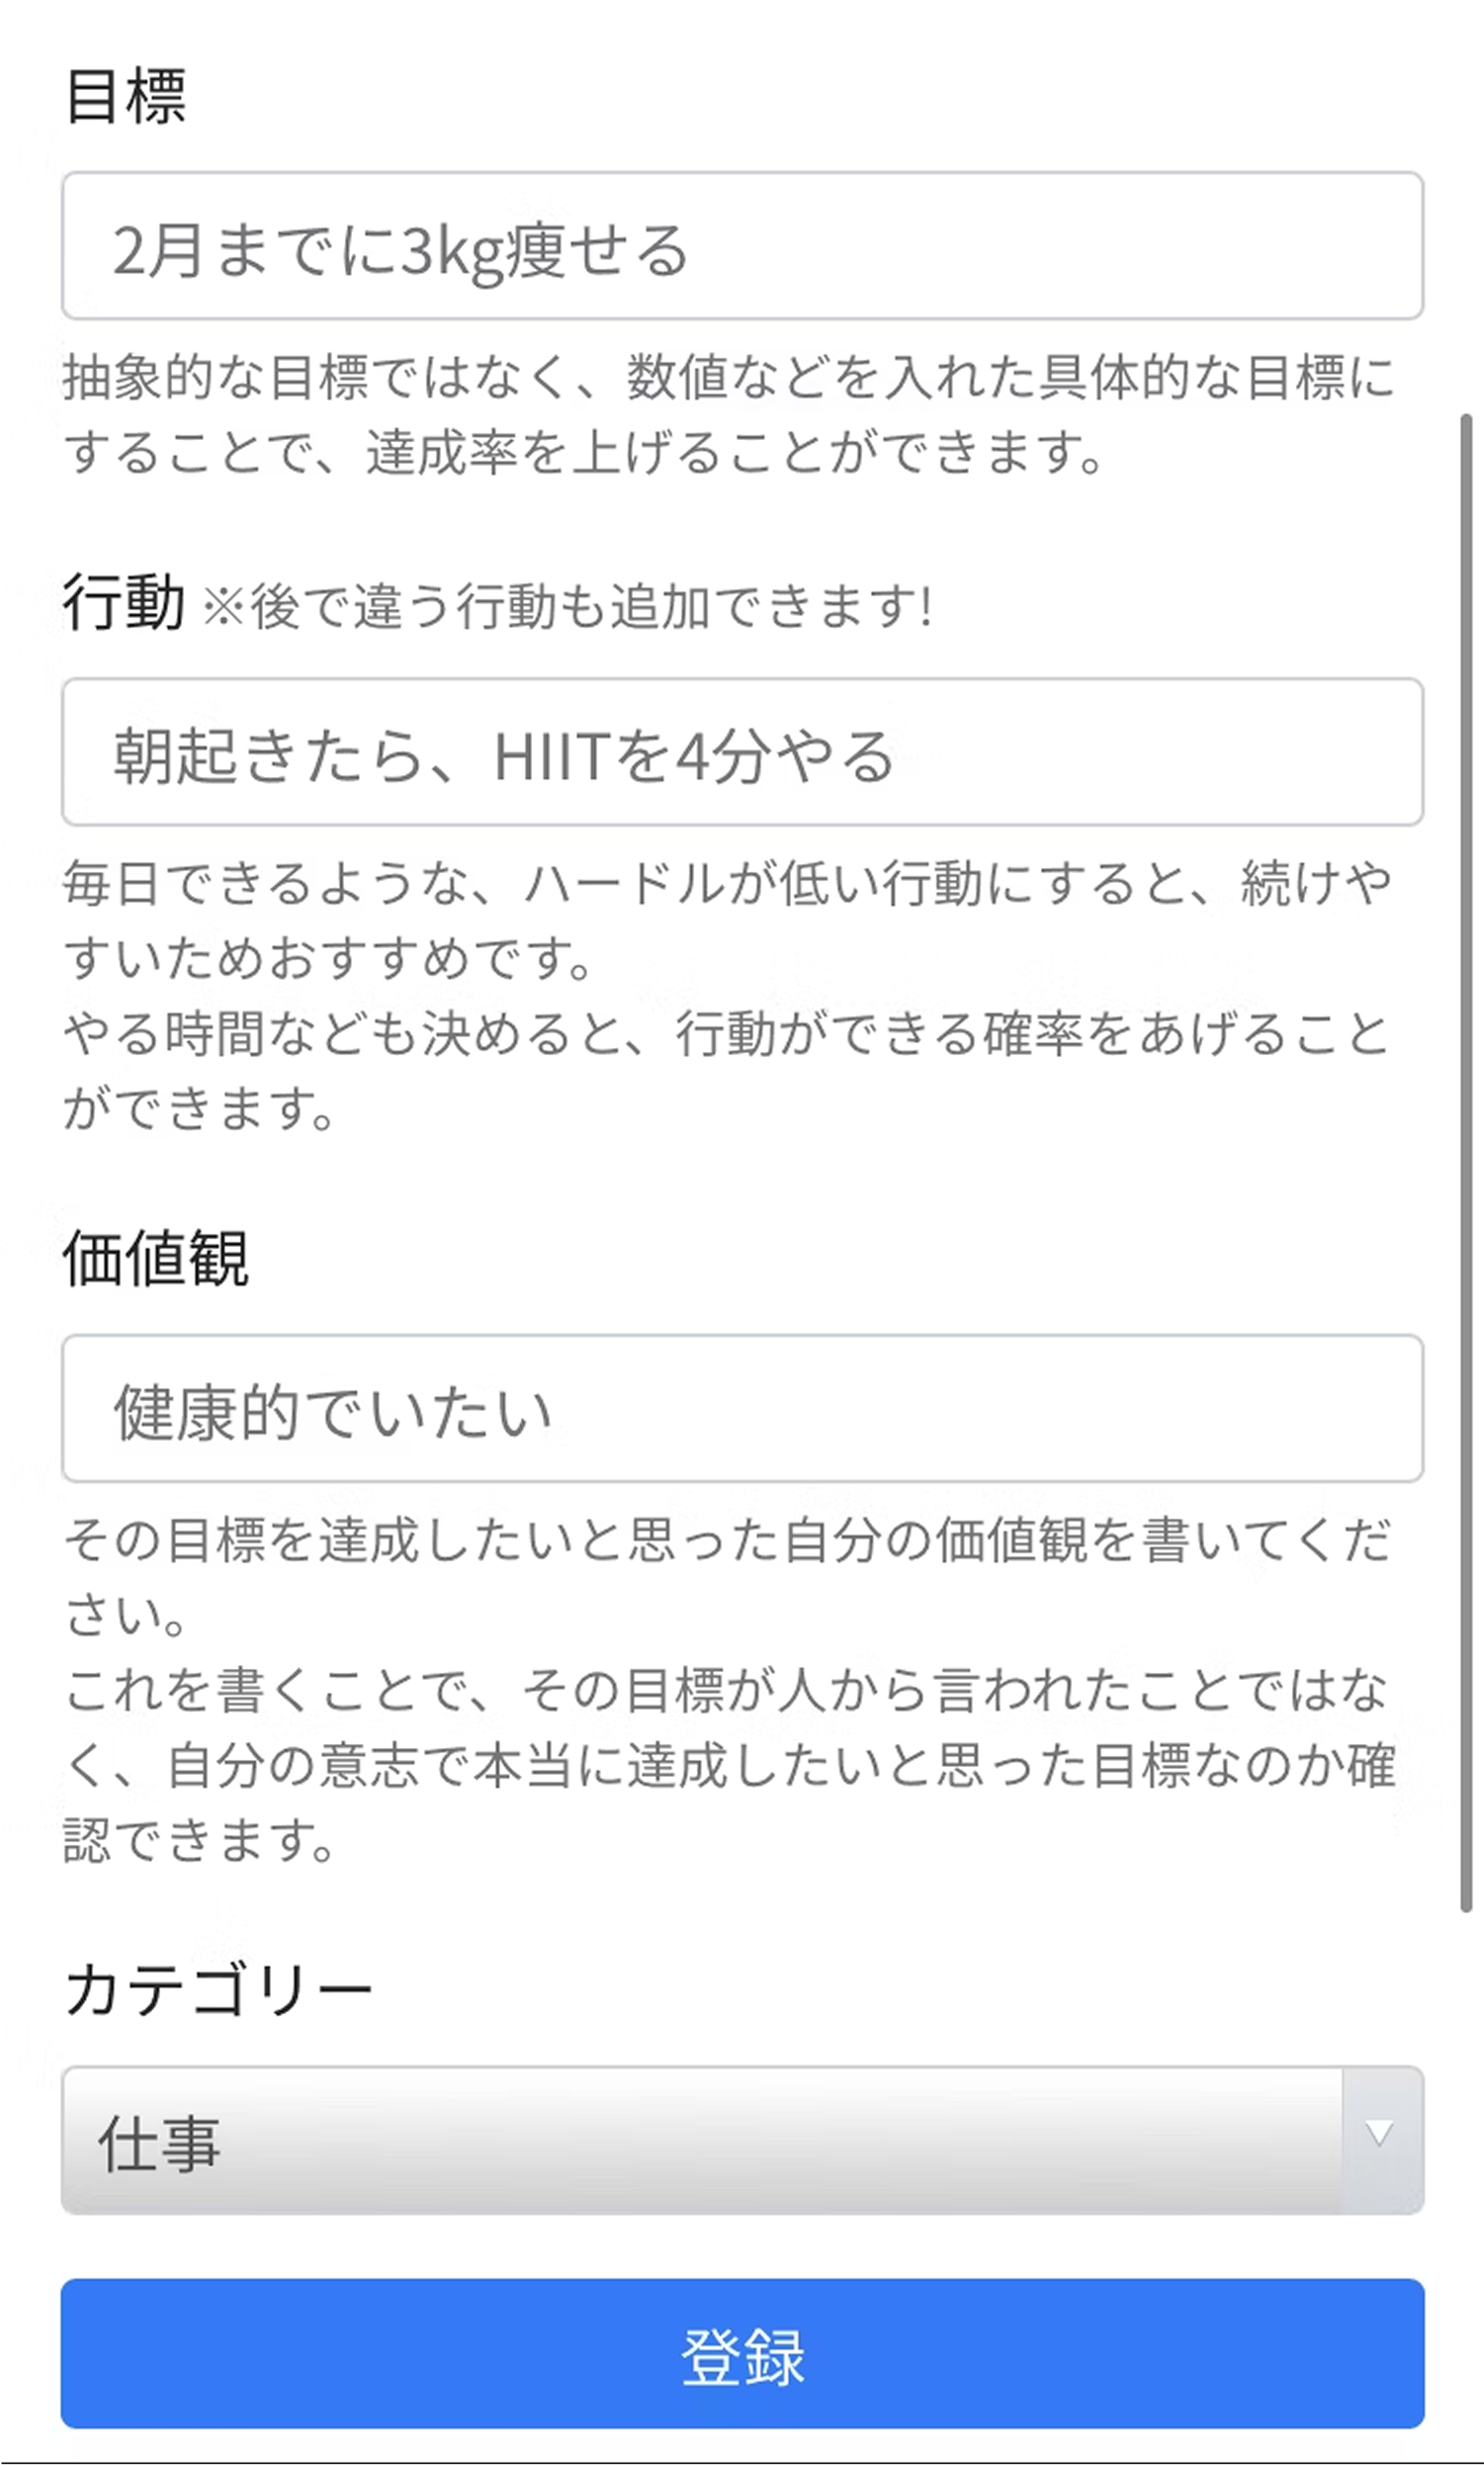 目標
2月までに3kg痩せる
抽象的な目標ではなく、数値などを入れた具体的な目標に
することで、達成率を上げることができます。
行動 ※後で違う行動も追加できます!
朝起きたら、HIITを4分やる
毎日できるような、ハードルが低い行動にすると、続けや
すいためおすすめです。
やる時間なども決めると、行動ができる確率をあげること
ができます。
価値観
健康的でいたい
その目標を達成したいと思った自分の価値観を書いてくだ
さい。
これを書くことで、その目標が人から言われたことではな
く、自分の意志で本当に達成したいと思った目標なのか確
認できます。
カテゴリー
仕事
登録